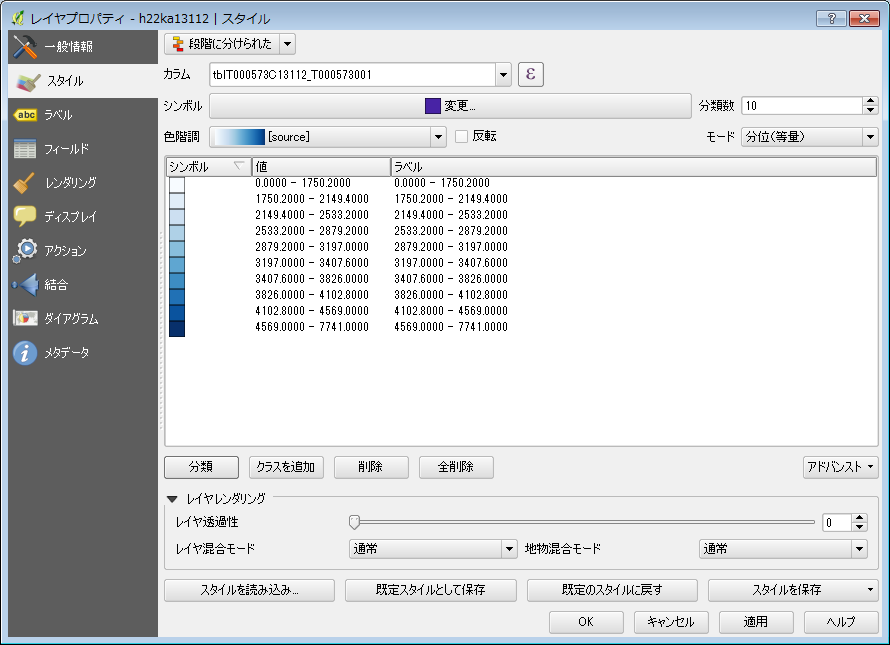 レイヤプロパティ - h22ka13112 | スタイル
一般情報
スタイル
abc ラベル
フィールド
レンダリング
ディスプレイ
アクション
結合
ダイアグラム
メタデータ
段階に分けられた
カラム tblT000573C13112_T000573001 ε
シンボル 変更... 分類数 10
色階調 [source] 反転 モード 分位(等量)
シンボル 値 ラベル
0.0000 - 1750.2000 0.0000 - 1750.2000
1750.2000 - 2149.4000 1750.2000 - 2149.4000
2149.4000 - 2533.2000 2149.4000 - 2533.2000
2533.2000 - 2879.2000 2533.2000 - 2879.2000
2879.2000 - 3197.0000 2879.2000 - 3197.0000
3197.0000 - 3407.6000 3197.0000 - 3407.6000
3407.6000 - 3826.0000 3407.6000 - 3826.0000
3826.0000 - 4102.8000 3826.0000 - 4102.8000
4102.8000 - 4569.0000 4102.8000 - 4569.0000
4569.0000 - 7741.0000 4569.0000 - 7741.0000
分類 クラスを追加 削除 全削除 アドバンスト
レイヤレンダリング
レイヤ透過性 0
レイヤ混合モード 通常 地物混合モード 通常
スタイルを読み込み... 既定スタイルとして保存 既定のスタイルに戻す スタイルを保存
OK キャンセル 適用 ヘルプ